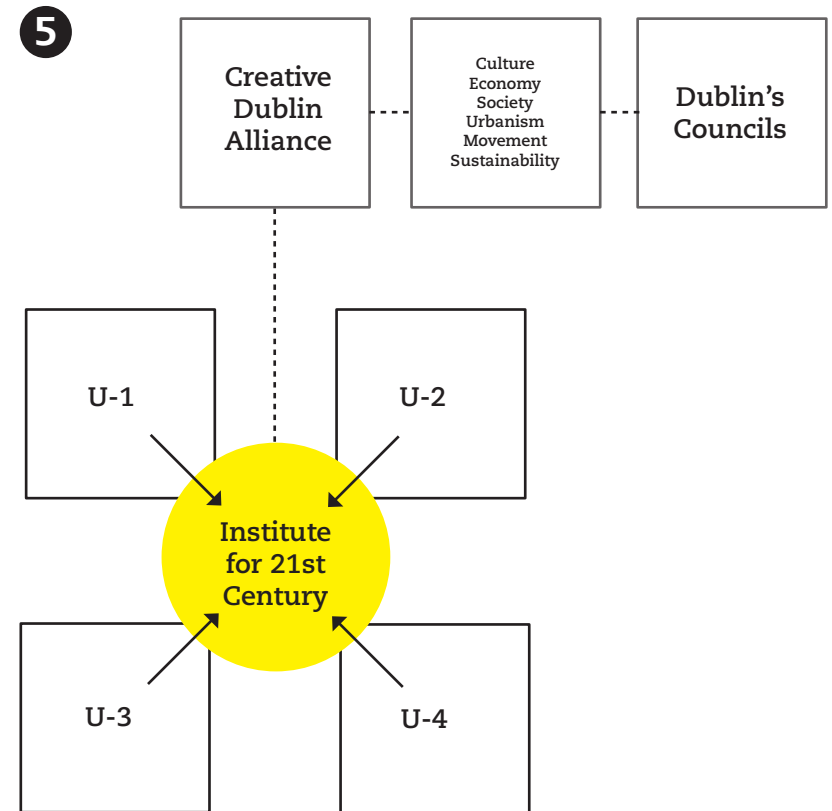 5
Creative
Dublin
Alliance
Culture
Economy
Society
Urbanism
Movement
Sustainability
Dublin's
Councils
U-1
U-2
Institute
for 21st
Century
U-3
U-4